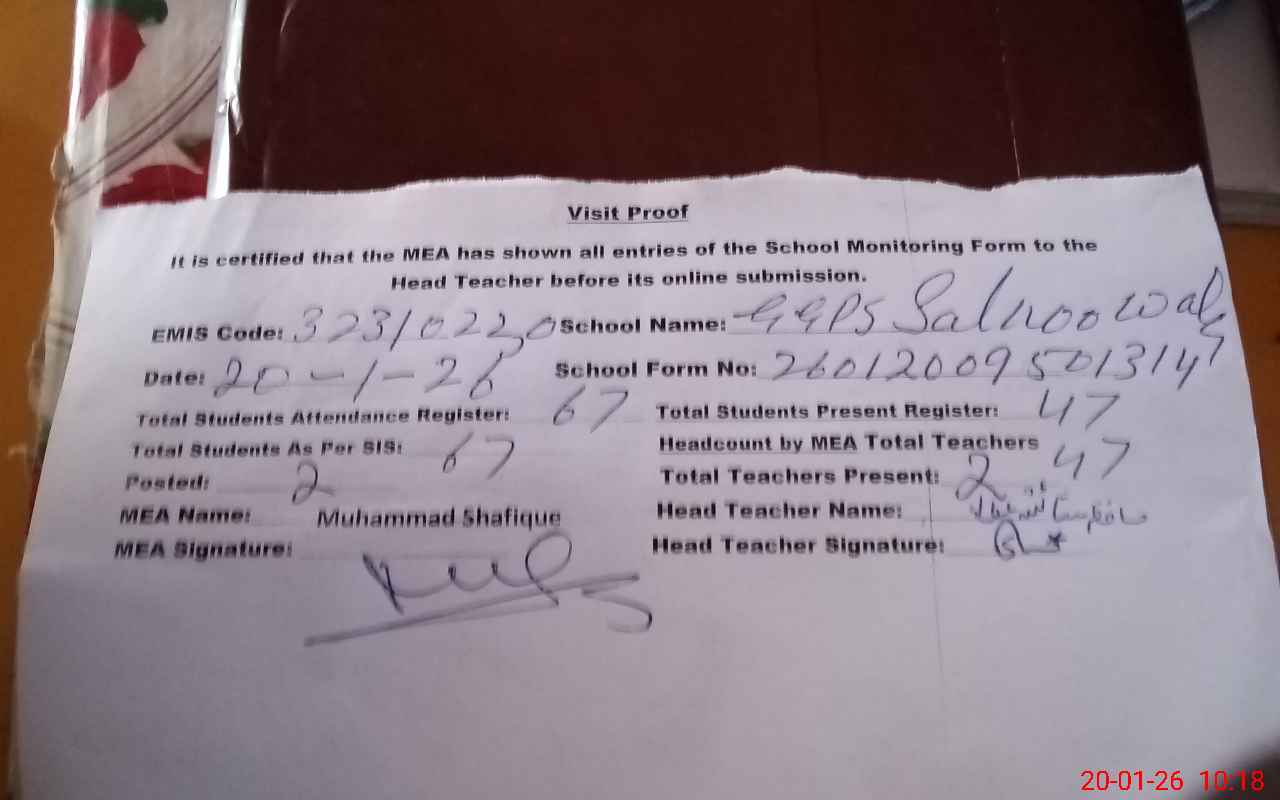 Visit Proof
It is certified that the MEA has shown all entries of the School Monitoring Form to the
Head Teacher before its online submission.
EMIS Code: 32310220 School Name: GGPS Salhoo wali
Date: 20-1-26 School Form No: 26012009501314
Total Students Attendance Register: 67 Total Students Present Register: 47
Total Students As Per SIS: 67 Headcount by MEA Total Teachers 47
Posted: 2 Total Teachers Present: 2
MEA Name: Muhammad Shafique Head Teacher Name:
MEA Signature: Head Teacher Signature:
20-01-26 10:18